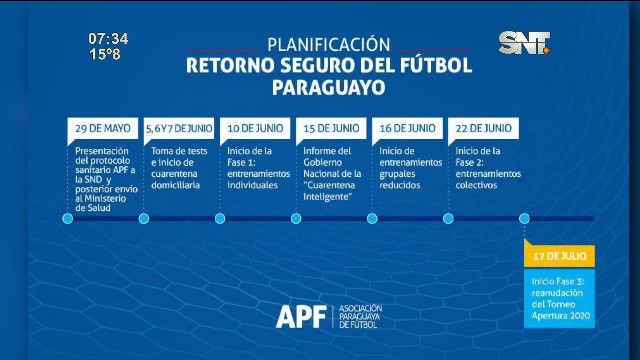 07:34
15°8
SNT
PLANIFICACIÓN
RETORNO SEGURO DEL FÚTBOL
PARAGUAYO
29 DE MAYO
Presentación
del protocolo
sanitario APF a
la SND y
posterior envío
al Ministerio
de Salud
5, 6 Y 7 DE JUNIO
Toma de tests
e inicio de
cuarentena
domiciliaria
10 DE JUNIO
Inicio de la
Fase 1:
entrenamientos
individuales
15 DE JUNIO
Informe del
Gobierno
Nacional de la
"Cuarentena
Inteligente"
16 DE JUNIO
Inicio de
entrenamientos
grupales
reducidos
22 DE JUNIO
Inicio de la
Fase 2:
entrenamientos
colectivos
17 DE JULIO
Inicio Fase 3:
reanudación
del Torneo
Apertura 2020
APF
ASOCIACIÓN
PARAGUAYA
DE FÚTBOL